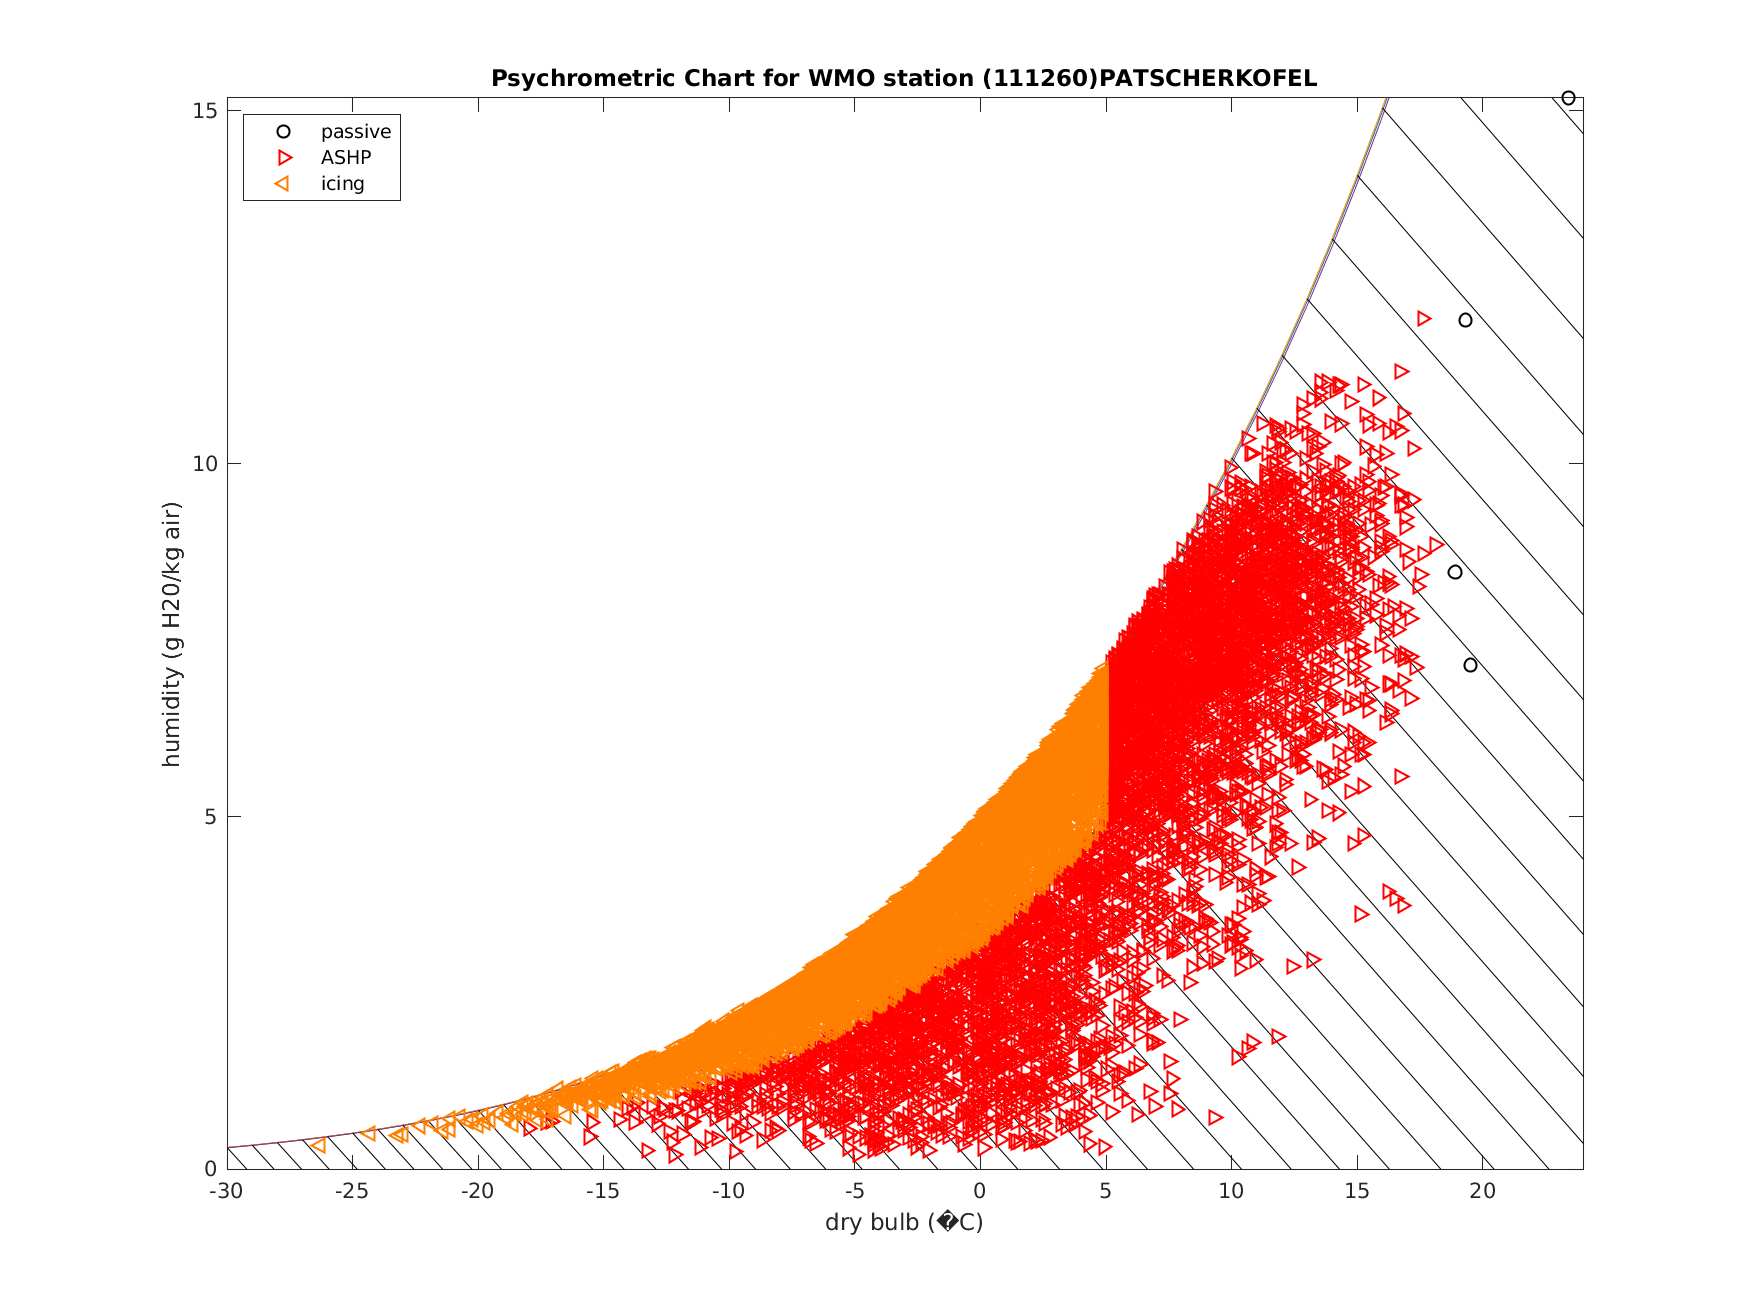 Psychrometric Chart for WMO station (111260)PATSCHERKOFEL
passive
ASHP
icing
15
10
5
0
humidity (g H20/kg air)
-30 -25 -20 -15 -10 -5 0 5 10 15 20
dry bulb (�C)